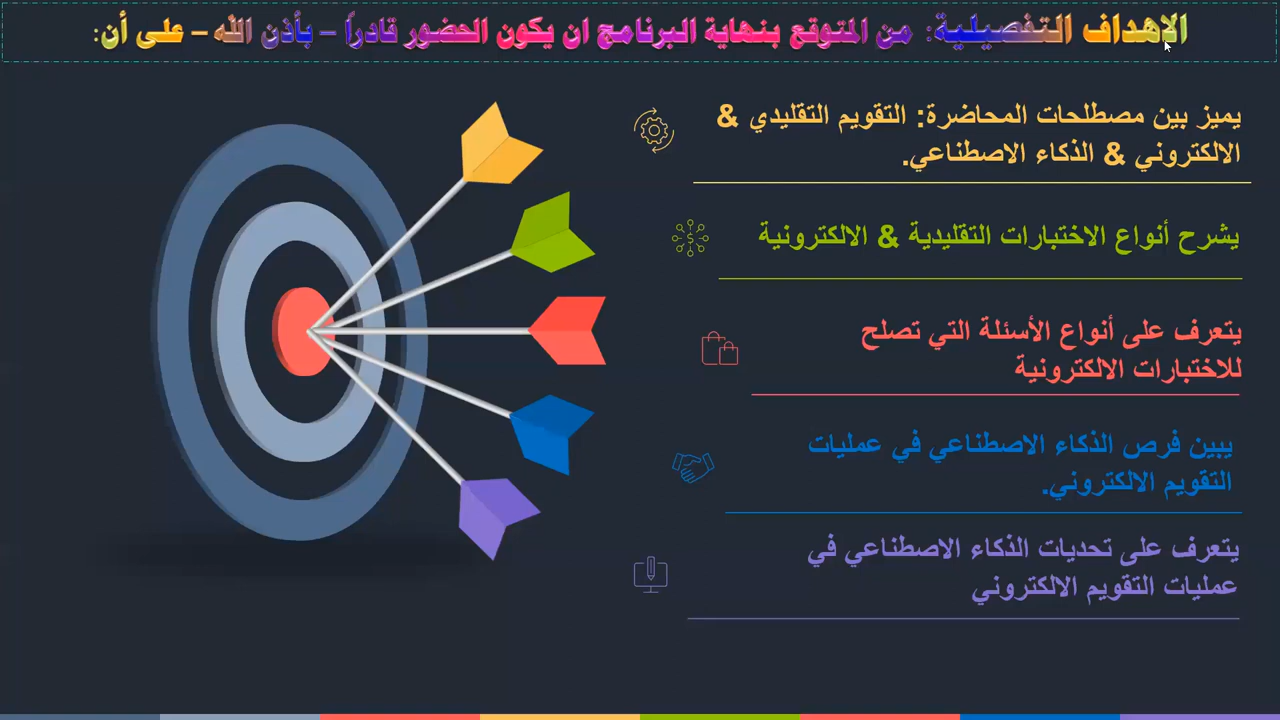 الاهداف التفصيلية: من المتوقع بنهاية البرنامج ان يكون الحضور قادراً – بأذن الله – على أن:
يميز بين مصطلحات المحاضرة: التقويم التقليدي &
الالكتروني & الذكاء الاصطناعي.
يشرح أنواع الاختبارات التقليدية & الالكترونية
يتعرف على أنواع الأسئلة التي تصلح
للاختبارات الالكترونية
يبين فرص الذكاء الاصطناعي في عمليات
التقويم الالكتروني.
يتعرف على تحديات الذكاء الاصطناعي في
عمليات التقويم الالكتروني